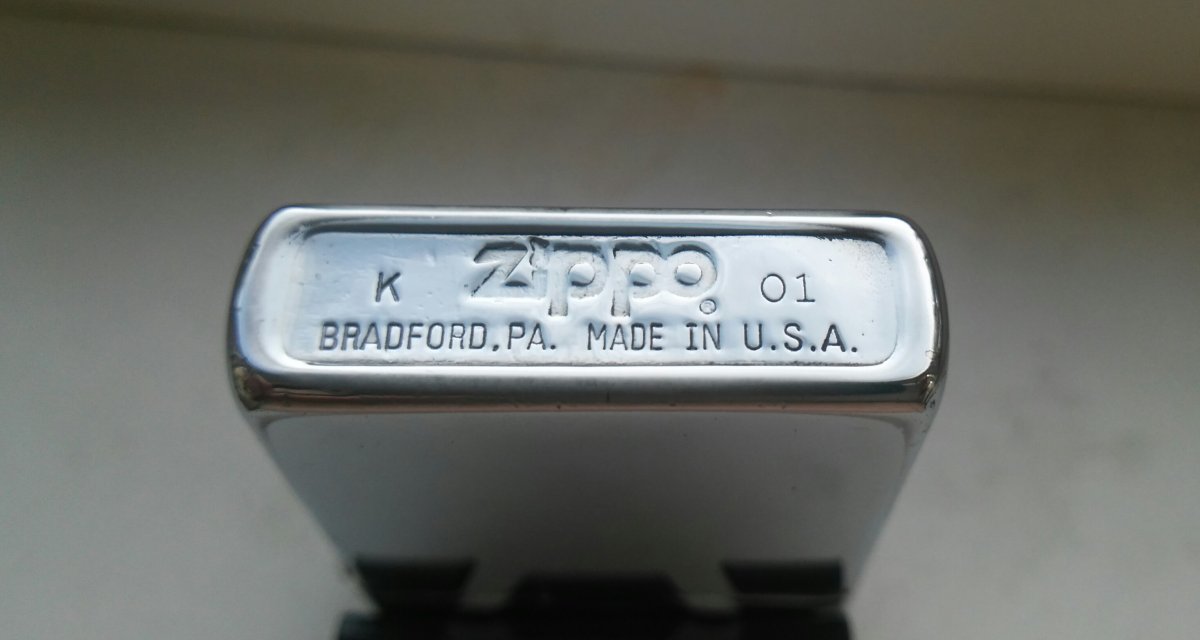 K Zippo® 01
BRADFORD, PA. MADE IN U.S.A.